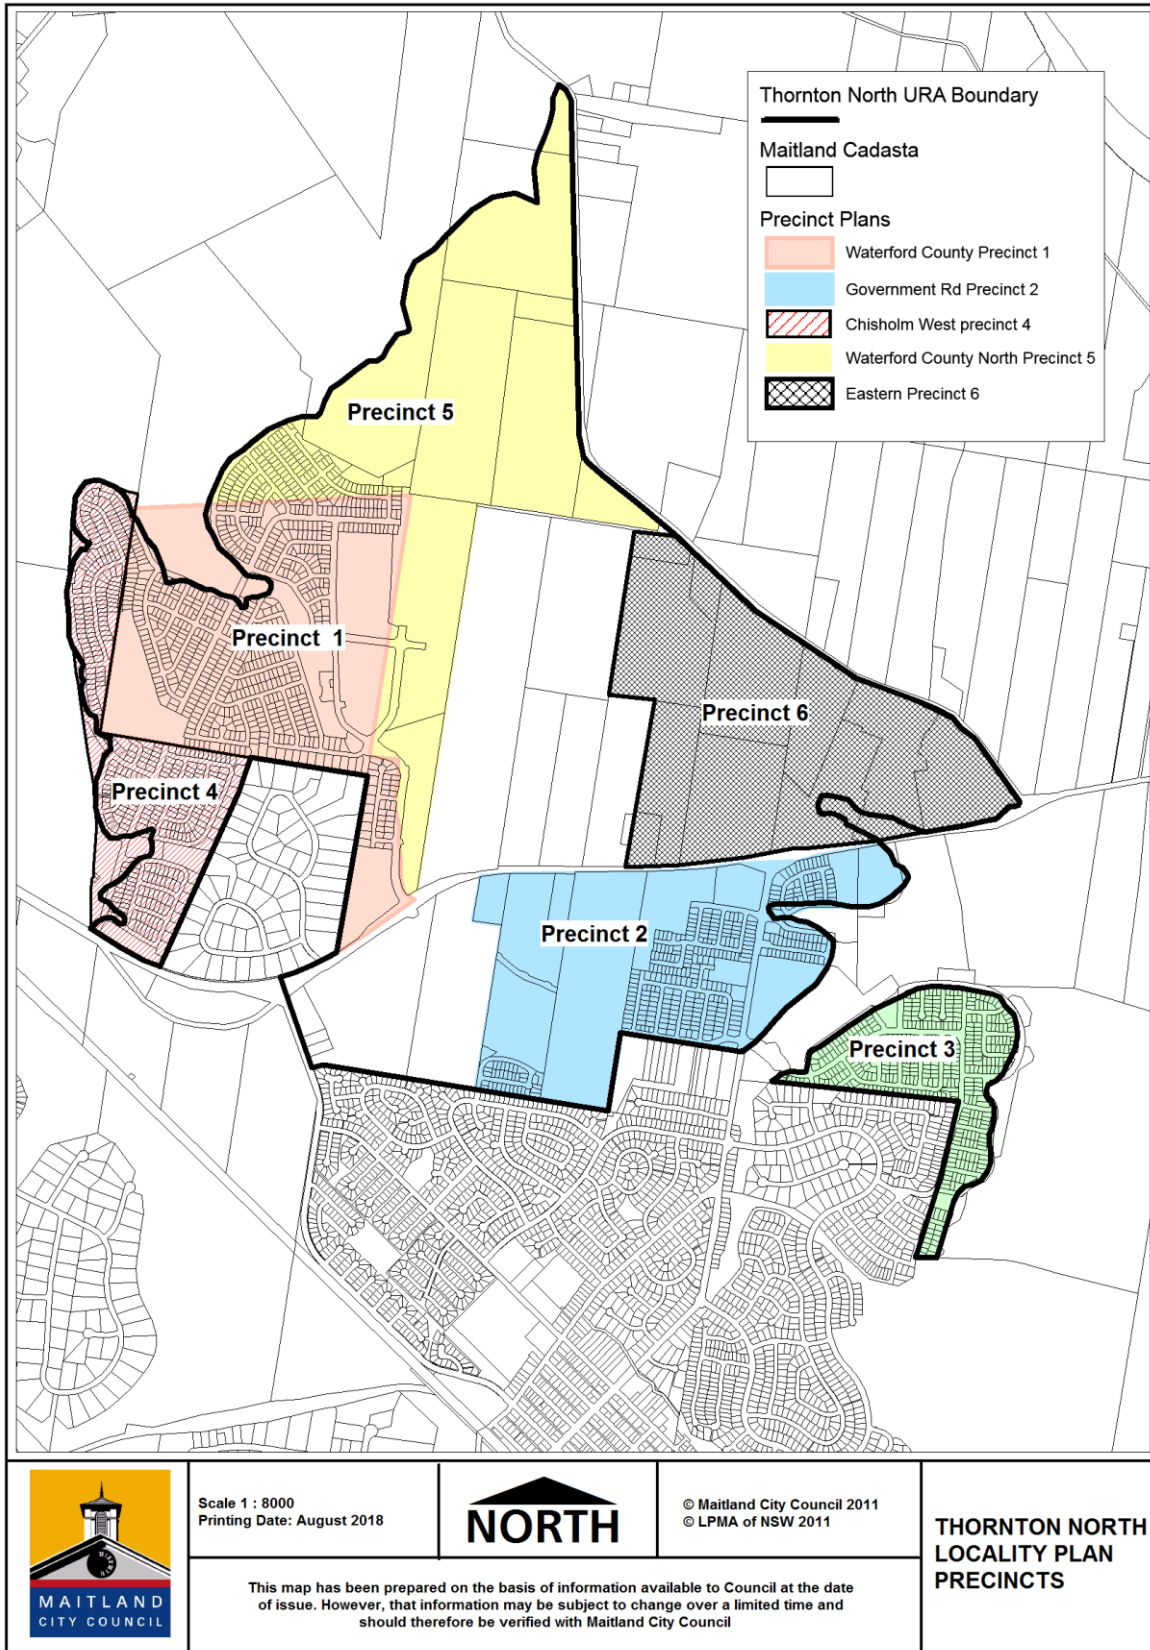 Thornton North URA Boundary
Maitland Cadasta
Precinct Plans
Waterford County Precinct 1
Government Rd Precinct 2
Chisholm West precinct 4
Waterford County North Precinct 5
Eastern Precinct 6
Precinct 5
Precinct 1
Precinct 6
Precinct 4
Precinct 2
Precinct 3
MAITLAND
CITY COUNCIL
Scale 1 : 8000
Printing Date: August 2018
NORTH
© Maitland City Council 2011
© LPMA of NSW 2011
This map has been prepared on the basis of information available to Council at the date
of issue. However, that information may be subject to change over a limited time and
should therefore be verified with Maitland City Council
THORNTON NORTH
LOCALITY PLAN
PRECINCTS